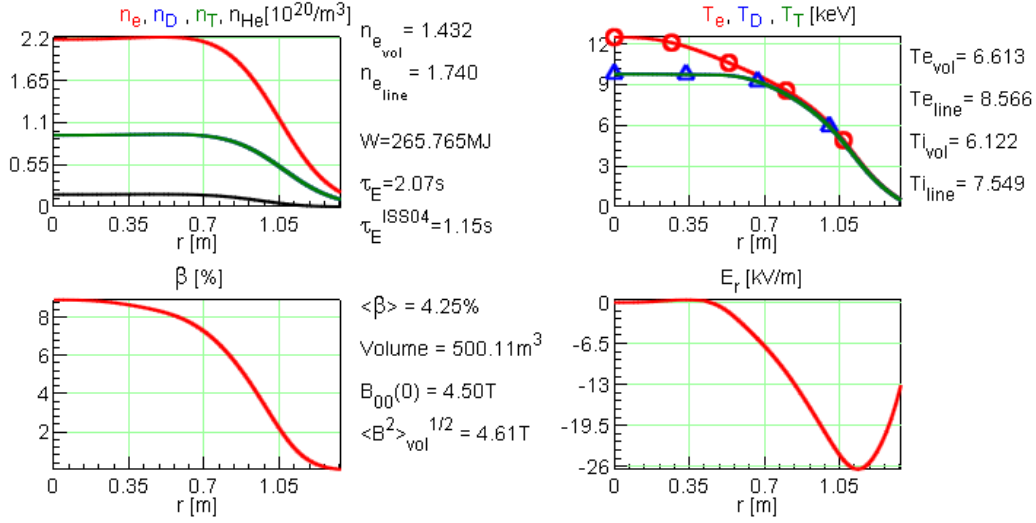 n_e, n_D, n_T, n_He[10^20/m^3]
2.2
1.65
1.1
0.55
0
0 0.35 0.7 1.05
r [m]
n_e_vol = 1.432
n_e_line = 1.740
W=265.765MJ
τ_E=2.07s
τ_E^ISS04=1.15s
T_e, T_D, T_T [keV]
12
9
6
3
0
0 0.35 0.7 1.05
r [m]
Te_vol= 6.613
Te_line= 8.566
Ti_vol= 6.122
Ti_line= 7.549
β [%]
8
6
4
2
0 0.35 0.7 1.05
r [m]
<β> = 4.25%
Volume = 500.11m^3
B_00(0) = 4.50T
<B^2>_vol^1/2 = 4.61T
E_r [kV/m]
0
-6.5
-13
-19.5
-26
0 0.35 0.7 1.05
r [m]